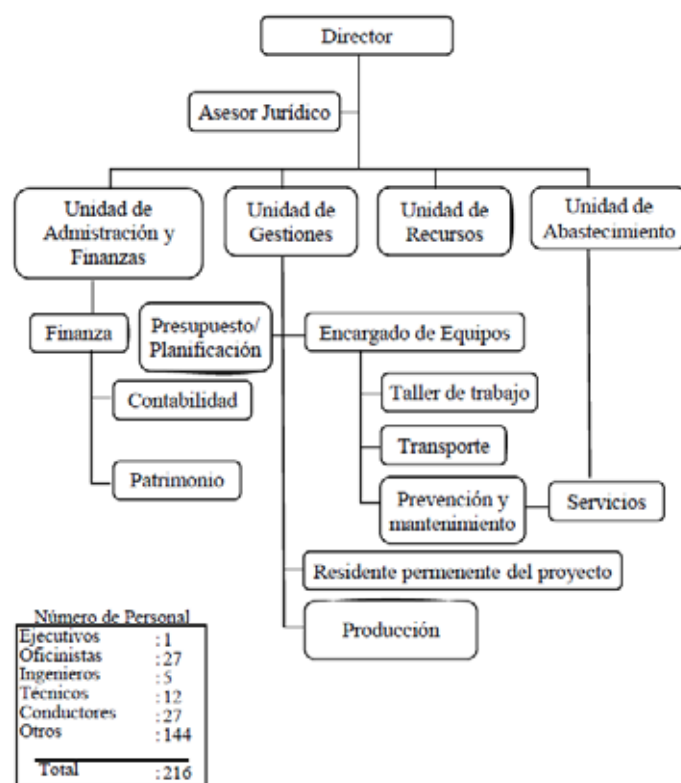 Director
Asesor Jurídico
Unidad de
Admistración y
Finanzas
Unidad de
Gestiones
Unidad de
Recursos
Unidad de
Abastecimiento
Finanza
Presupuesto/
Planificación
Encargado de Equipos
Contabilidad
Taller de trabajo
Transporte
Patrimonio
Prevención y
mantenimiento
Servicios
Residente permenente del proyecto
Producción
Número de Personal
Ejecutivos : 1
Oficinistas : 27
Ingenieros : 5
Técnicos : 12
Conductores : 27
Otros : 144
Total : 216